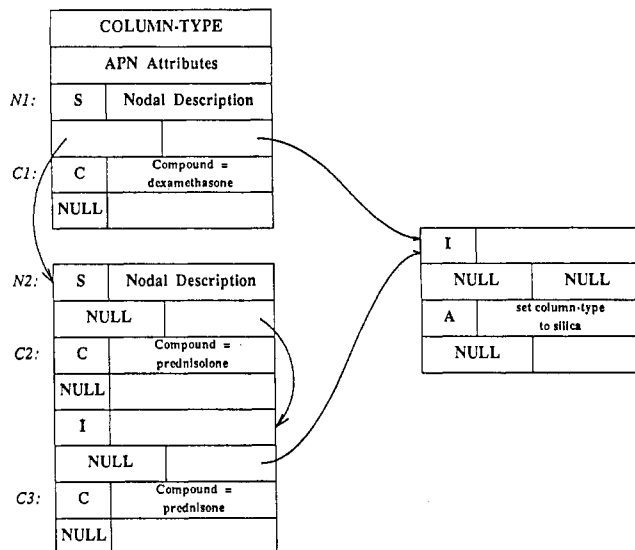 COLUMN-TYPE
APN Attributes
N1: S Nodal Description
C1: C Compound =
dexamethasone
NULL
N2: S Nodal Description
NULL
C2: C Compound =
prednisolone
NULL
I
NULL
C3: C Compound =
prednisone
NULL
I
NULL NULL
A set column-type
to silica
NULL